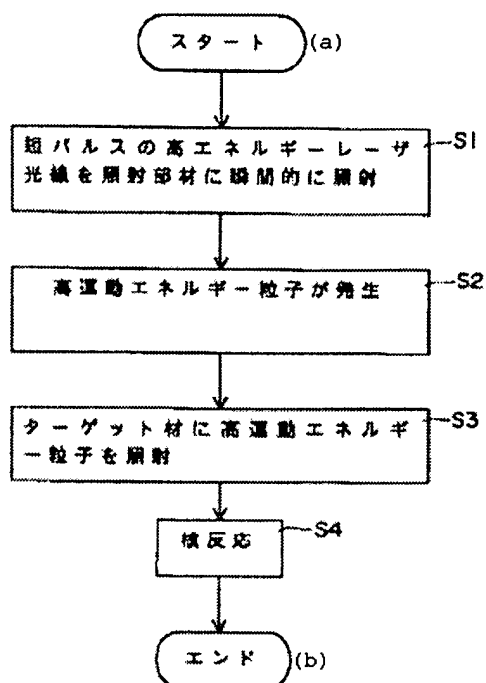 スタート (a)
短パルスの高エネルギーレーザ S1
光線を照射部材に瞬間的に照射
高運動エネルギー粒子が発生 S2
ターゲット材に高運動エネルギ S3
ー粒子を照射
核反応 S4
エンド (b)